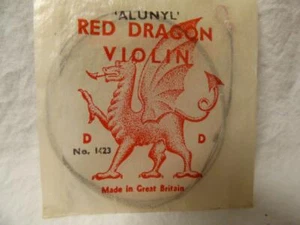 'ALUNYL'
RED DRAGON
VIOLIN
D D
No. 1423
Made in Great Britain